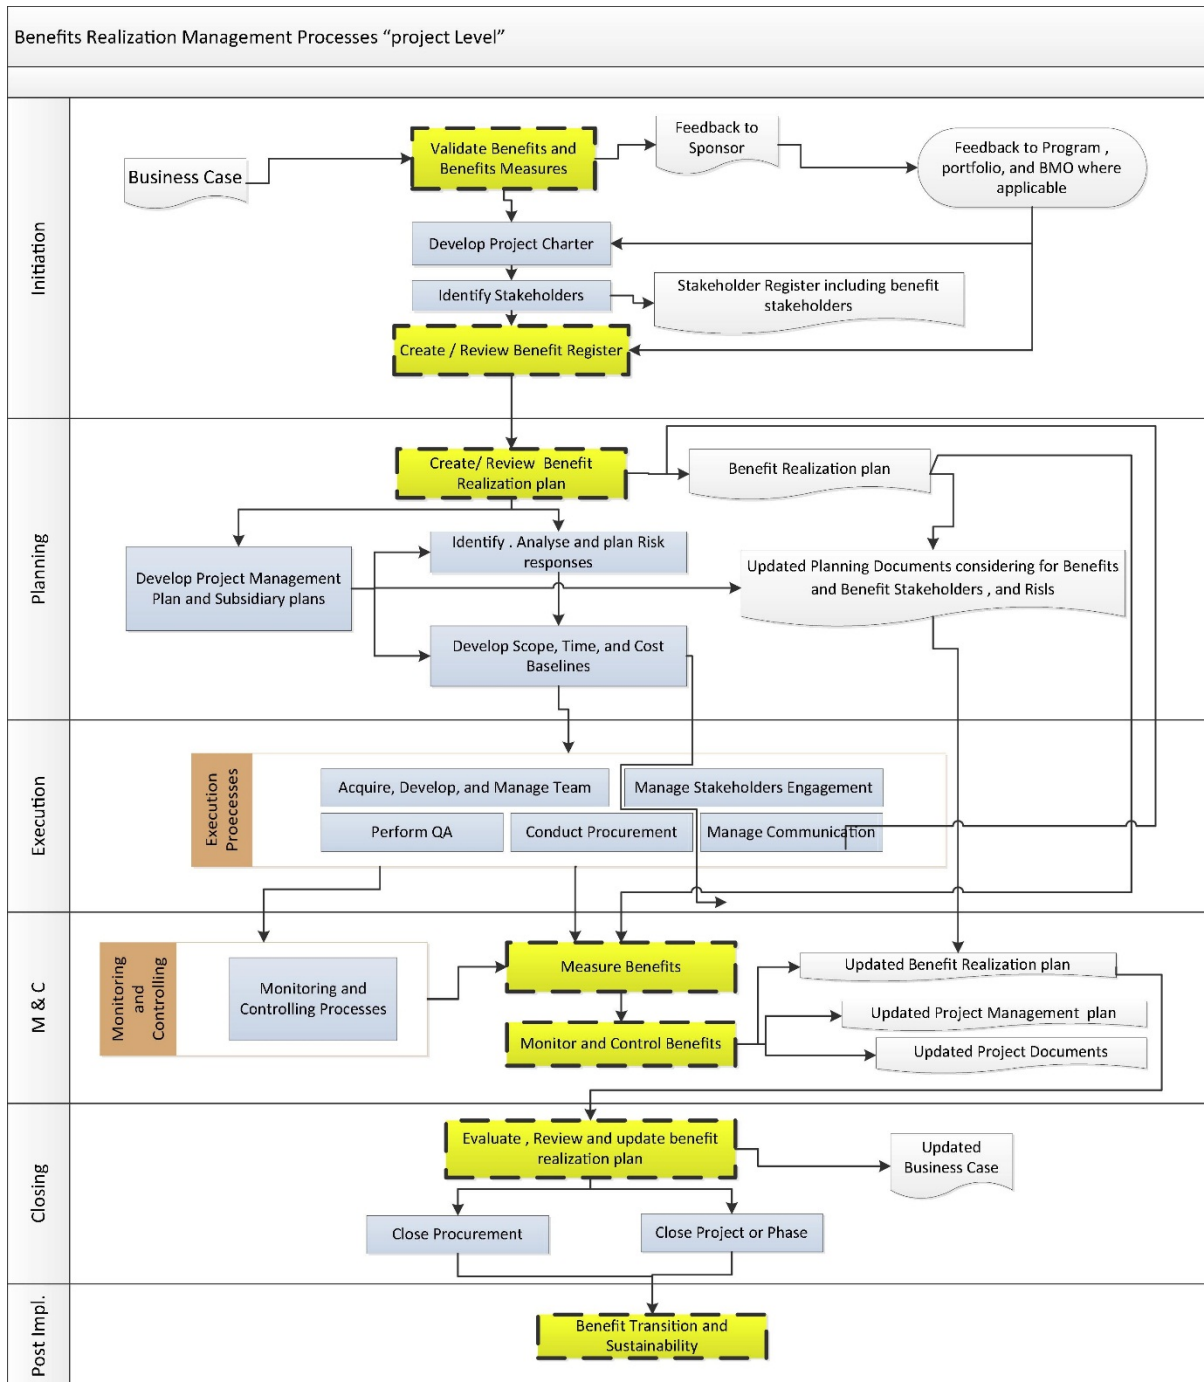 Benefits Realization Management Processes “project Level”
Initiation
Business Case
Validate Benefits and
Benefits Measures
Feedback to
Sponsor
Feedback to Program ,
portfolio, and BMO where
applicable
Develop Project Charter
Identify Stakeholders
Stakeholder Register including benefit
stakeholders
Create / Review Benefit Register
Planning
Create/ Review  Benefit
Realization plan
Benefit Realization plan
Develop Project Management
Plan and Subsidiary plans
Identify . Analyse and plan Risk
responses
Updated Planning Documents considering for Benefits
and Benefit Stakeholders , and Risls
Develop Scope, Time, and Cost
Baselines
Execution
Execution
Proecesses
Acquire, Develop, and Manage Team
Manage Stakeholders Engagement
Perform QA
Conduct Procurement
Manage Communication
M & C
Monitoring
and
Controlling
Monitoring and
Controlling Processes
Measure Benefits
Monitor and Control Benefits
Updated Benefit Realization plan
Updated Project Management  plan
Updated Project Documents
Closing
Evaluate , Review and update benefit
realization plan
Updated
Business Case
Close Procurement
Close Project or Phase
Post Impl.
Benefit Transition and
Sustainability